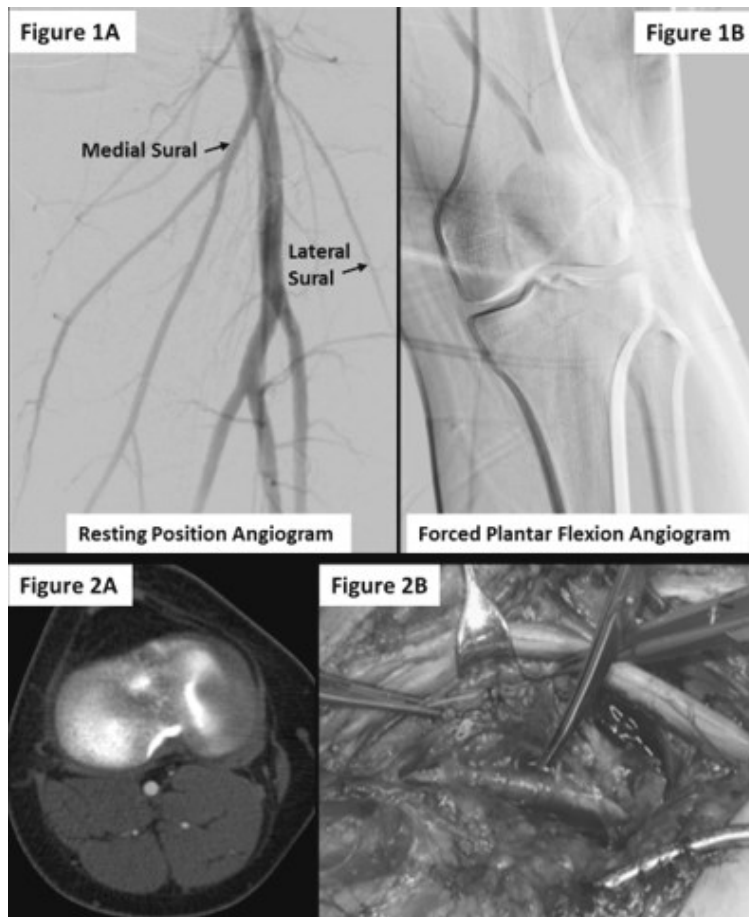 Figure 1A
Figure 1B
Medial Sural
Lateral
Sural
Resting Position Angiogram
Forced Plantar Flexion Angiogram
Figure 2A
Figure 2B